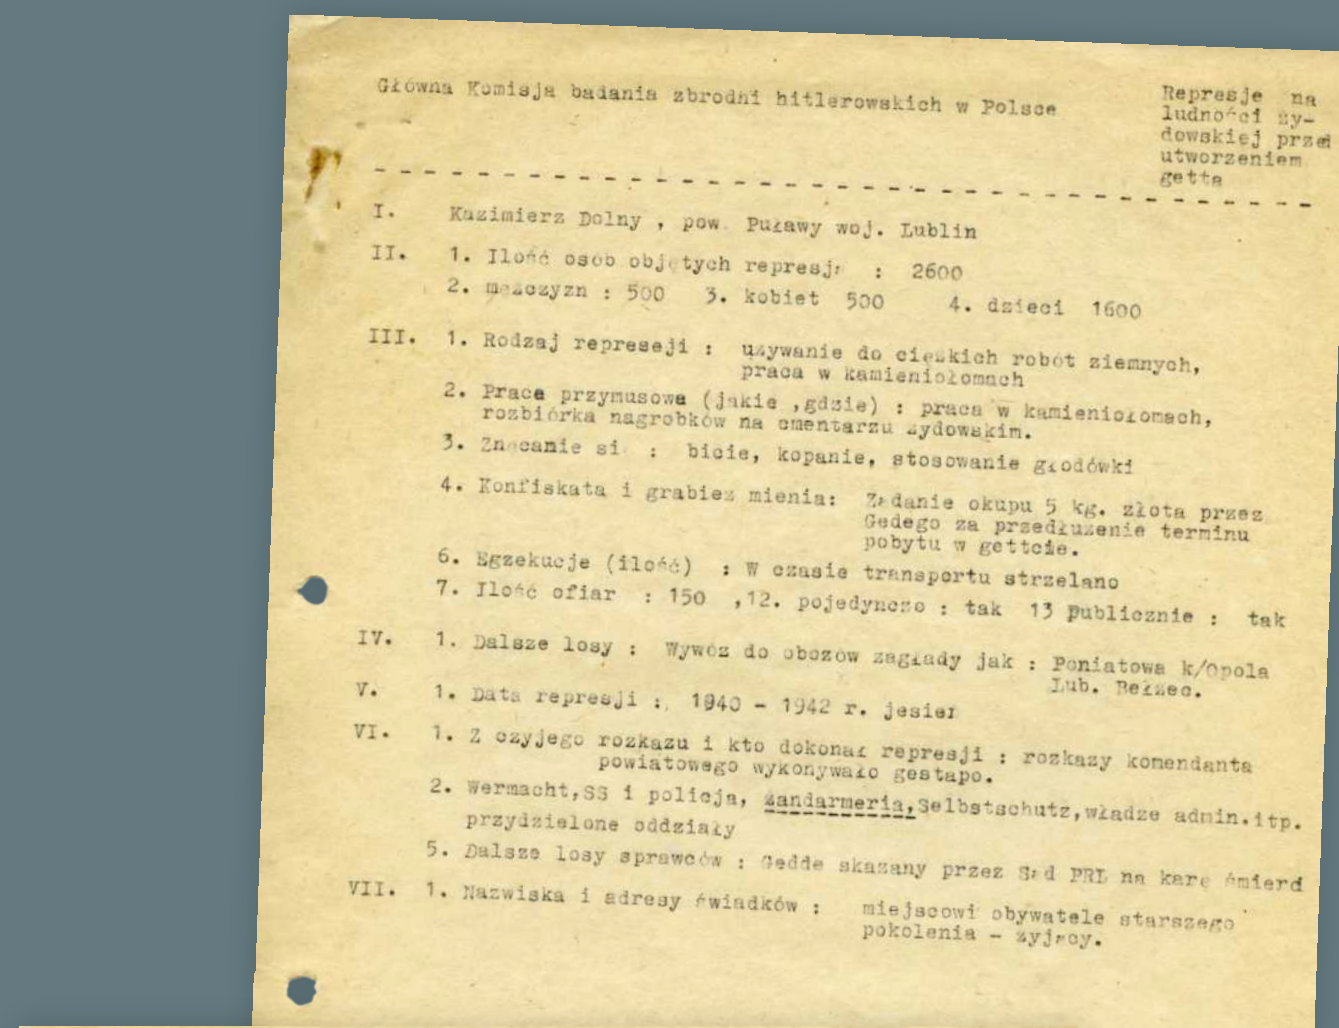 Główna Komisja badania zbrodni hitlerowskich w Polsce
Represje na
ludności ży-
dowskiej przed
utworzeniem
getta
I. Kazimierz Dolny , pow. Puławy woj. Lublin
II. 1. Ilość osób objętych represją : 2600
2. mężczyzn : 500 3. kobiet 500 4. dzieci 1600
III. 1. Rodzaj represeji : używanie do ciężkich robót ziemnych,
praca w kamieniołomach
2. Praca przymusowa (jakie ,gdzie) : praca w kamieniołomach,
rozbiórka nagrobków na cmentarzu żydowskim.
3. Znęcanie się : bicie, kopanie, stosowanie głodówki
4. Konfiskata i grabież mienia: Żądanie okupu 5 kg. złota przez
Gedego za przedłużenie terminu
pobytu w gettcie.
6. Egzekucje (ilość) : W czasie transportu strzelano
7. Ilość ofiar : 150 ,12. pojedynczo : tak 13 Publicznie : tak
IV. 1. Dalsze losy : Wywóz do obozów zagłady jak : Poniatowa k/Opola
Lub. Bełzec.
V. 1. Data represji : 1940 - 1942 r. jesień
VI. 1. Z czyjego rozkazu i kto dokonał represji : rozkazy komendanta
powiatowego wykonywało gestapo.
2. Wermacht,SS i policja, żandarmeria,Selbstschutz,władze admin.itp.
przydzielone oddziały
5. Dalsze losy sprawców : Gedde skazany przez Sąd PRL na karę śmierd
VII. 1. Nazwiska i adresy świadków : miejscowi obywatele starszego
pokolenia - żyjący.